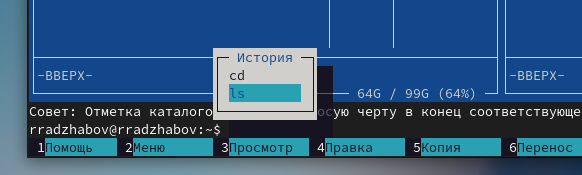 История
cd
ls
-ВВЕРХ-
-ВВЕРХ-
64G / 99G (64%)
Совет: Отметка каталого осую черту в конец соответствующе
rradzhabov@rradzhabov:~$
1Помощь 2Меню 3Просмотр 4Правка 5Копия 6Перенос